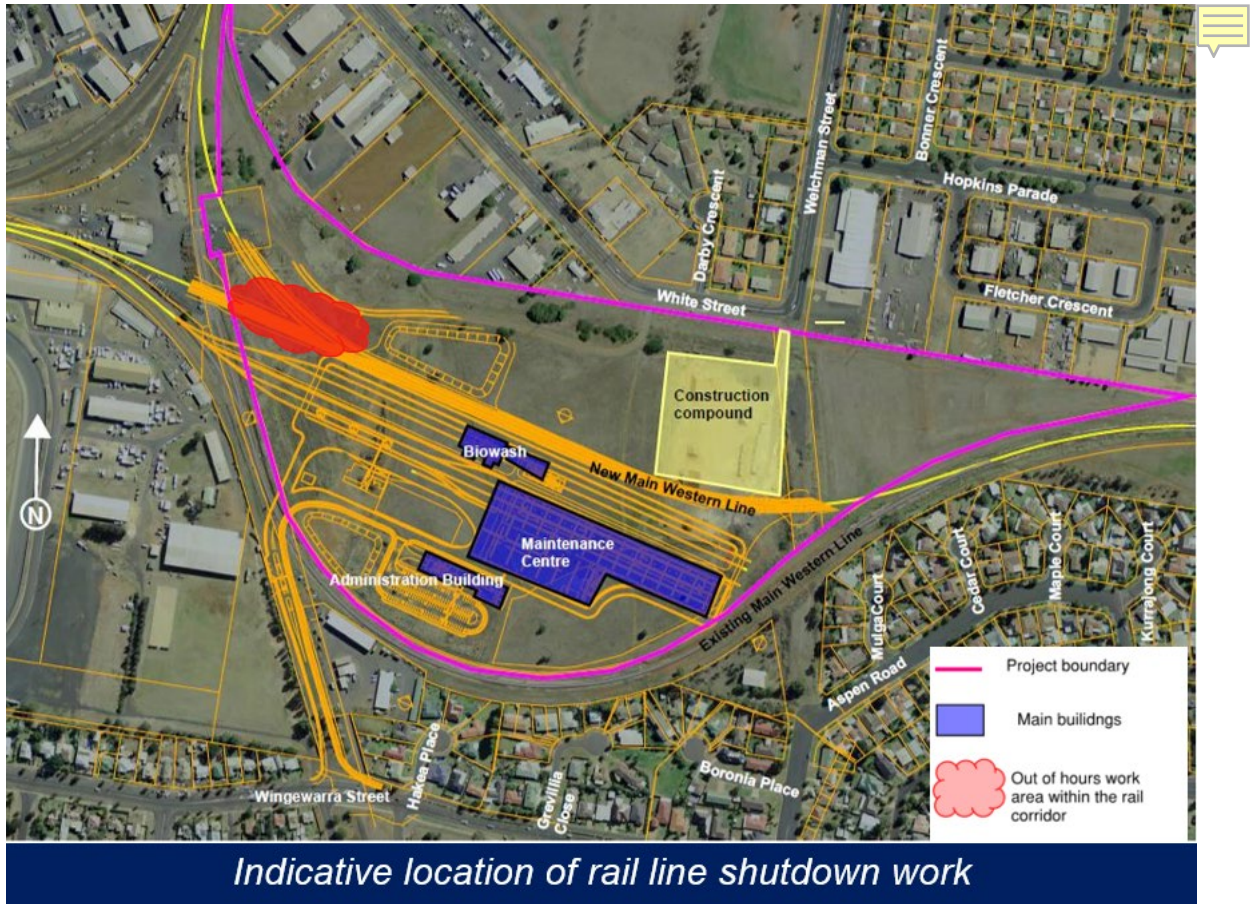 Bonner Crescent
Welchman Street
Hopkins Parade
Darby Crescent
White Street
Fletcher Crescent
Construction
compound
Biowash
New Main Western Line
Maintenance
Centre
Administration Building
Existing Main Western Line
MulgaCourt
Cedar Court
Maple Court
Kurrajong Court
Aspen Road
N
Hakea Place
Grevillia
Close
Boronia Place
Wingewarra Street
Project boundary
Main builidngs
Out of hours work
area within the rail
corridor
Indicative location of rail line shutdown work